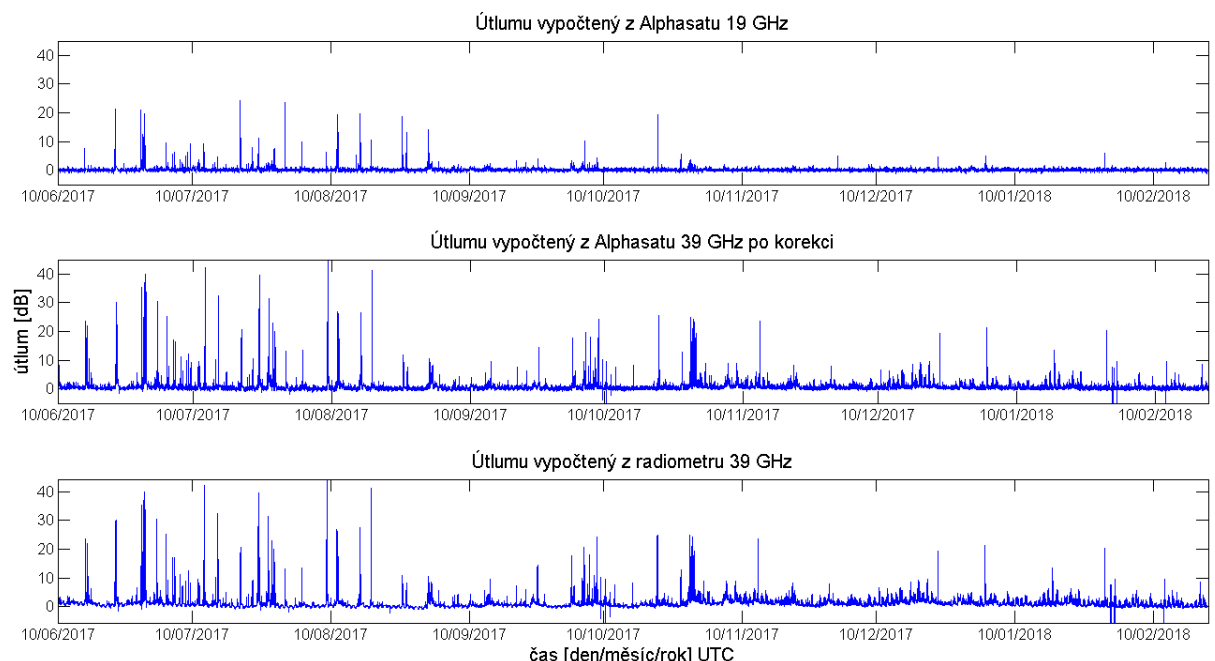 Útlumu vypočtený z Alphasatu 19 GHz
40
30
20
10
0
10/06/2017 10/07/2017 10/08/2017 10/09/2017 10/10/2017 10/11/2017 10/12/2017 10/01/2018 10/02/2018
Útlumu vypočtený z Alphasatu 39 GHz po korekci
útlum [dB]
40
30
20
10
0
10/06/2017 10/07/2017 10/08/2017 10/09/2017 10/10/2017 10/11/2017 10/12/2017 10/01/2018 10/02/2018
Útlumu vypočtený z radiometru 39 GHz
40
30
20
10
0
10/06/2017 10/07/2017 10/08/2017 10/09/2017 10/10/2017 10/11/2017 10/12/2017 10/01/2018 10/02/2018
čas [den/měsíc/rok] UTC